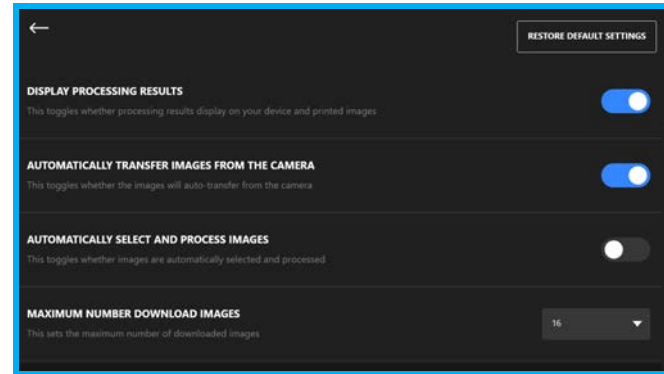 RESTORE DEFAULT SETTINGS
DISPLAY PROCESSING RESULTS
This toggles whether processing results display on your device and printed images
AUTOMATICALLY TRANSFER IMAGES FROM THE CAMERA
This toggles whether the images will auto-transfer from the camera
AUTOMATICALLY SELECT AND PROCESS IMAGES
This toggles whether images are automatically selected and processed
MAXIMUM NUMBER DOWNLOAD IMAGES
16
This sets the maximum number of downloaded images